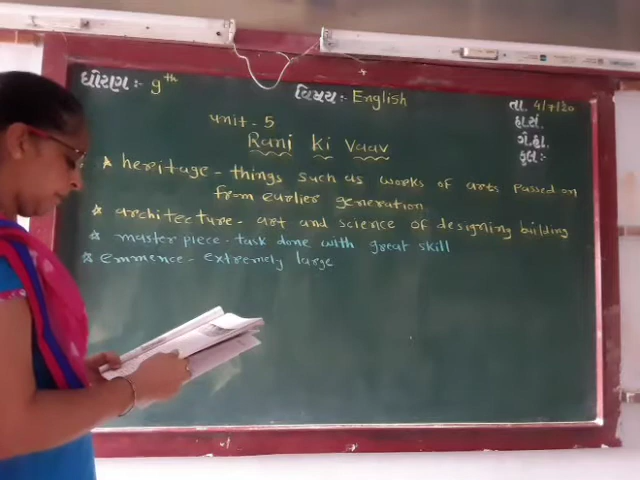 ધોરણ :- 9th
વિષય :- English
તા. 4/7/20
હા.સં.
ગે.હા.
કુલ :-
unit - 5
Rani ki Vaav
* heritage - things such as works of arts passed on
from earlier generation
* architecture - art and science of designing building
* master piece - task done with great skill
* emmence - extremely large